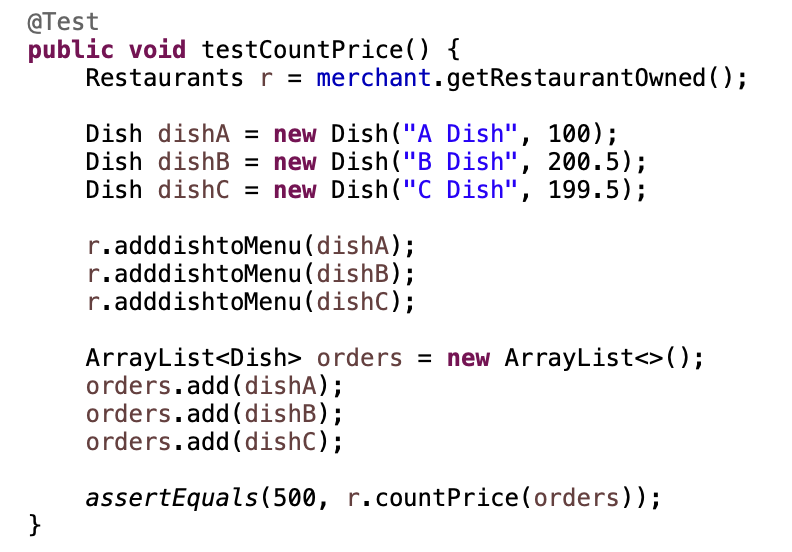 @Test
public void testCountPrice() {
    Restaurants r = merchant.getRestaurantOwned();

    Dish dishA = new Dish("A Dish", 100);
    Dish dishB = new Dish("B Dish", 200.5);
    Dish dishC = new Dish("C Dish", 199.5);

    r.adddishtoMenu(dishA);
    r.adddishtoMenu(dishB);
    r.adddishtoMenu(dishC);

    ArrayList<Dish> orders = new ArrayList<>();
    orders.add(dishA);
    orders.add(dishB);
    orders.add(dishC);

    assertEquals(500, r.countPrice(orders));
}